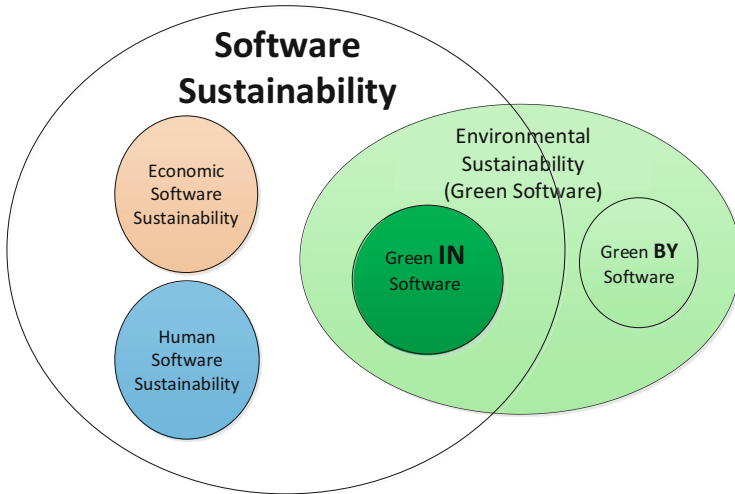 Software
Sustainability
Economic
Software
Sustainability
Human
Software
Sustainability
Environmental
Sustainability
(Green Software)
Green IN
Software
Green BY
Software